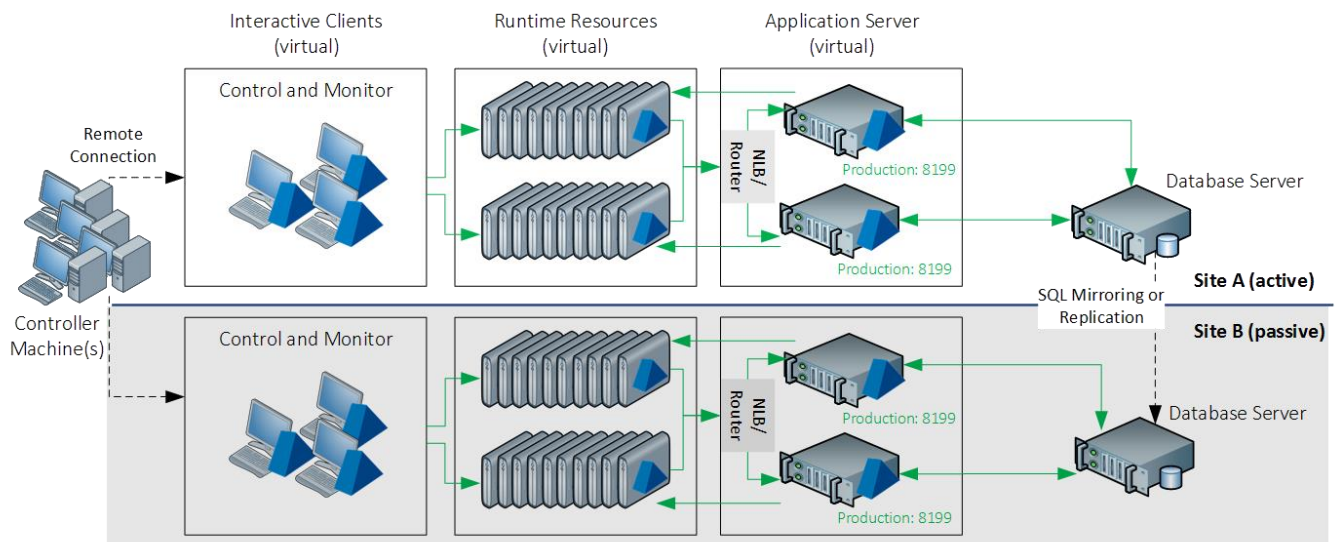 Interactive Clients
(virtual)
Runtime Resources
(virtual)
Application Server
(virtual)
Control and Monitor
Remote
Connection
NLB/
Router
Production: 8199
Production: 8199
Database Server
Site A (active)
Controller
Machine(s)
SQL Mirroring or
Replication
Site B (passive)
Control and Monitor
NLB/
Router
Production: 8199
Production: 8199
Database Server